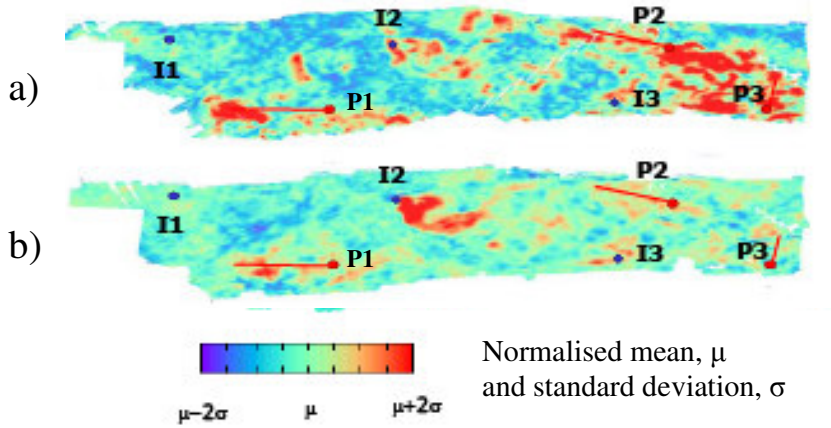 a)
I1
I2
P2
P1
I3
P3
b)
I1
I2
P2
P1
I3
P3
Normalised mean, μ
and standard deviation, σ
μ−2σ μ μ+2σ